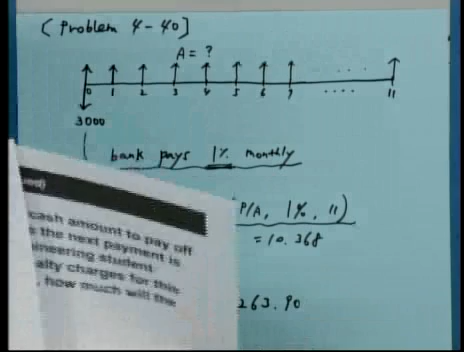 (Problem 4-40]
A = ?
0 1 2 3 4 5 6 7 .... 11
3000
bank pays 1% monthly
P/A, 1%, 11)
= 10.368
cash amount to pay off
the next payment is
ineering student
alty charges for this
, how much will the
263.90